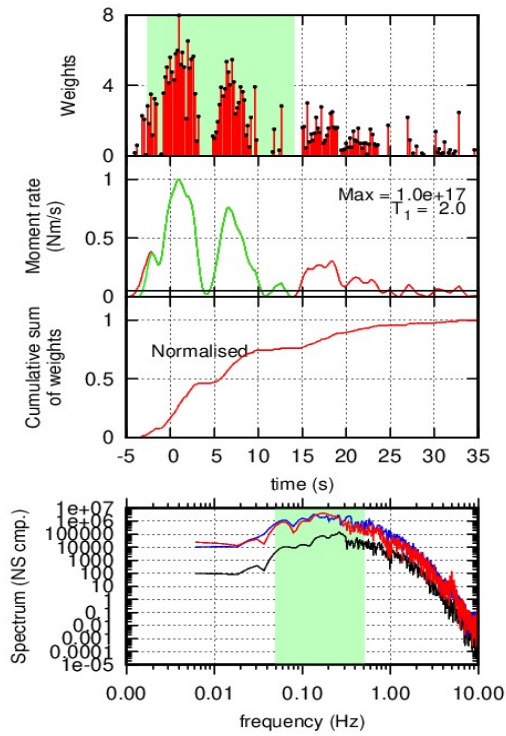 Weights
8
4
0
Moment rate
(Nm/s)
1
0.5
0
Max = 1.0e+17
T1 = 2.0
Cumulative sum
of weights
1
0.5
0
Normalised
-5 0 5 10 15 20 25 30 35
time (s)
Spectrum (NS cmp.)
1e+07
1e+06
100000
10000
1000
100
10
1
0.1
0.01
0.001
0.0001
1e-05
0.00 0.01 0.10 1.00 10.00
frequency (Hz)